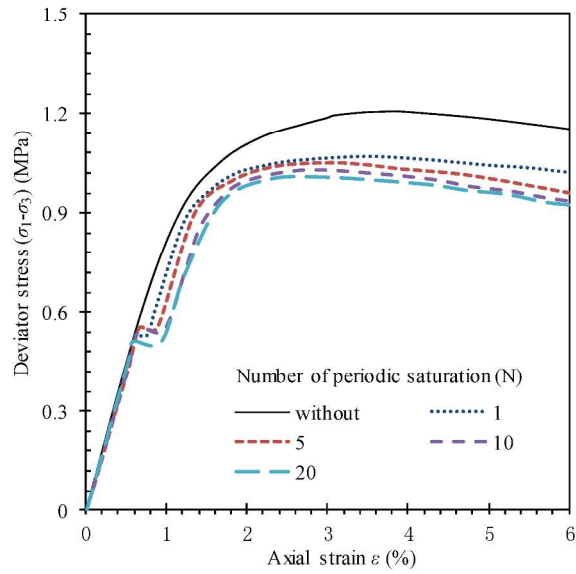 1.5
1.2
0.9
0.6
0.3
0
Deviator stress (σ₁-σ₃) (MPa)
Number of periodic saturation (N)
without
1
5
10
20
0 1 2 3 4 5 6
Axial strain ε (%)